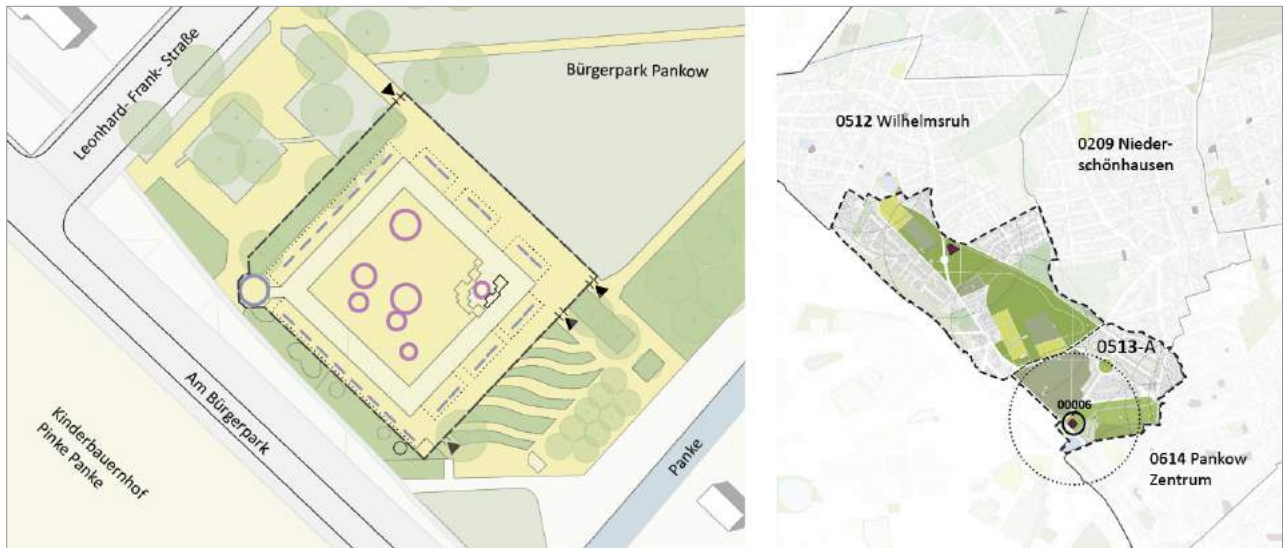 Leonhard- Frank- Straße
Bürgerpark Pankow
Am Bürgerpark
Kinderbauernhof
Pinke Panke
Panke
0512 Wilhelmsruh
0209 Nieder-
schönhausen
0513-A
00006
0614 Pankow
Zentrum